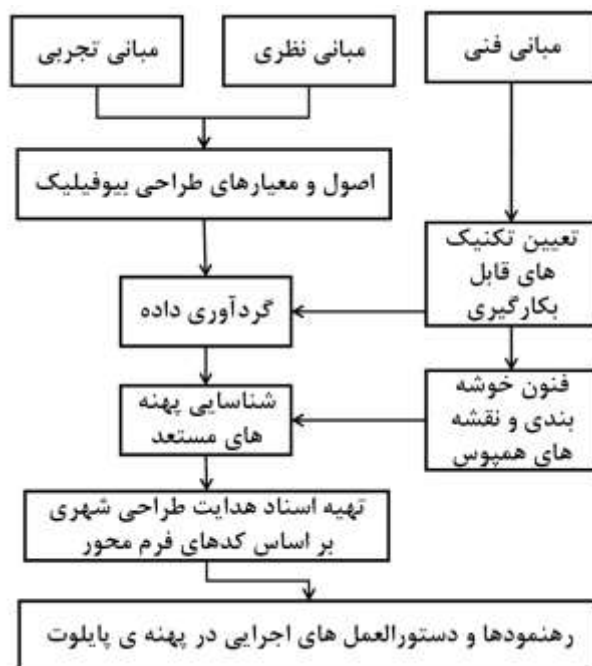 مبانی فنی
مبانی نظری
مبانی تجربی
اصول و معیارهای طراحی بیوفیلیک
تعیین تکنیک
های قابل
بکارگیری
گردآوری داده
فنون خوشه
بندی و نقشه
های همپوس
شناسایی پهنه
های مستعد
تهیه اسناد هدایت طراحی شهری
بر اساس کدهای فرم محور
رهنمودها و دستورالعمل های اجرایی در پهنه ی پایلوت